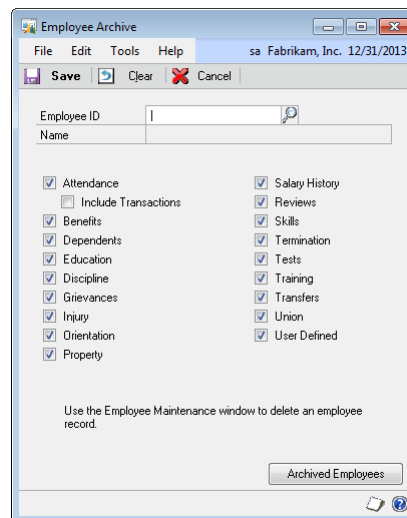 Employee Archive
File Edit Tools Help sa Fabrikam, Inc. 12/31/2013
Save Clear Cancel
Employee ID
Name
Attendance Salary History
Include Transactions Reviews
Benefits Skills
Dependents Termination
Education Tests
Discipline Training
Grievances Transfers
Injury Union
Orientation User Defined
Property
Use the Employee Maintenance window to delete an employee
record.
Archived Employees